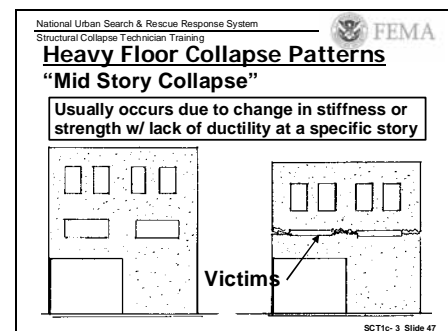 National Urban Search & Rescue Response System
Structural Collapse Technician Training
FEMA
Heavy Floor Collapse Patterns
“Mid Story Collapse”
Usually occurs due to change in stiffness or
strength w/ lack of ductility at a specific story
Victims
SCT1c- 3 Slide 47